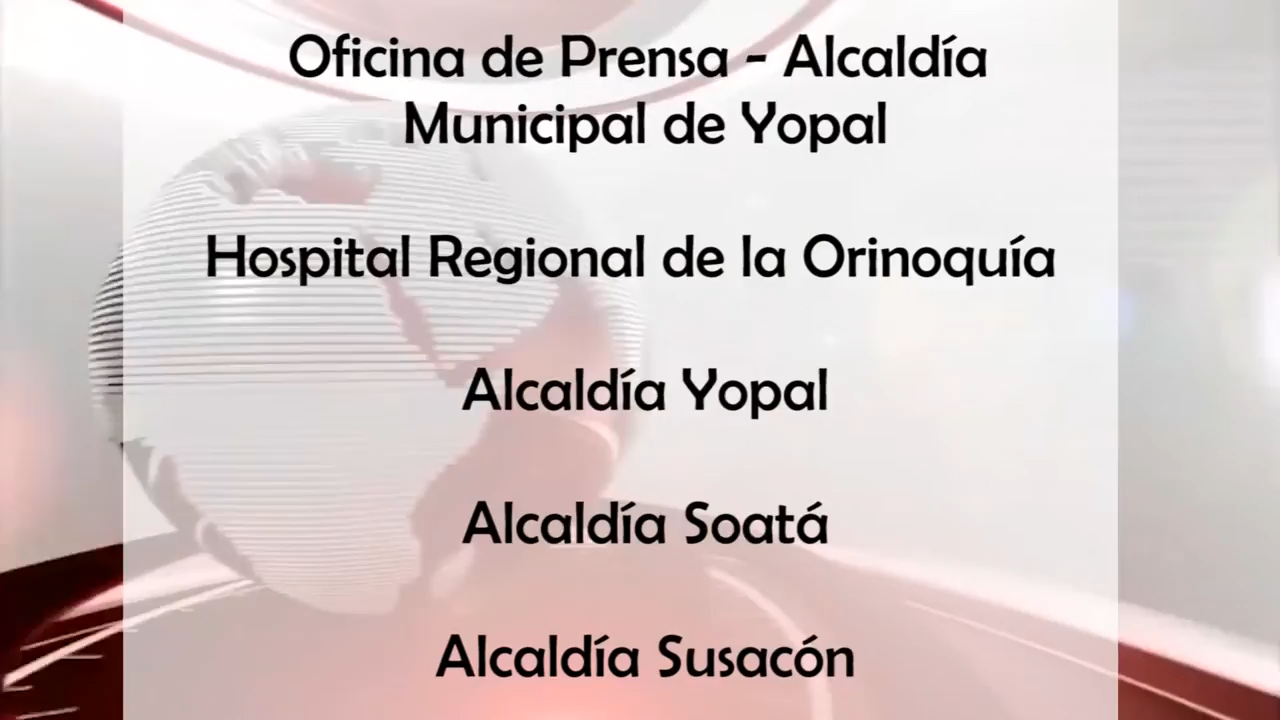 Oficina de Prensa - Alcaldía
Municipal de Yopal
Hospital Regional de la Orinoquía
Alcaldía Yopal
Alcaldía Soatá
Alcaldía Susacón